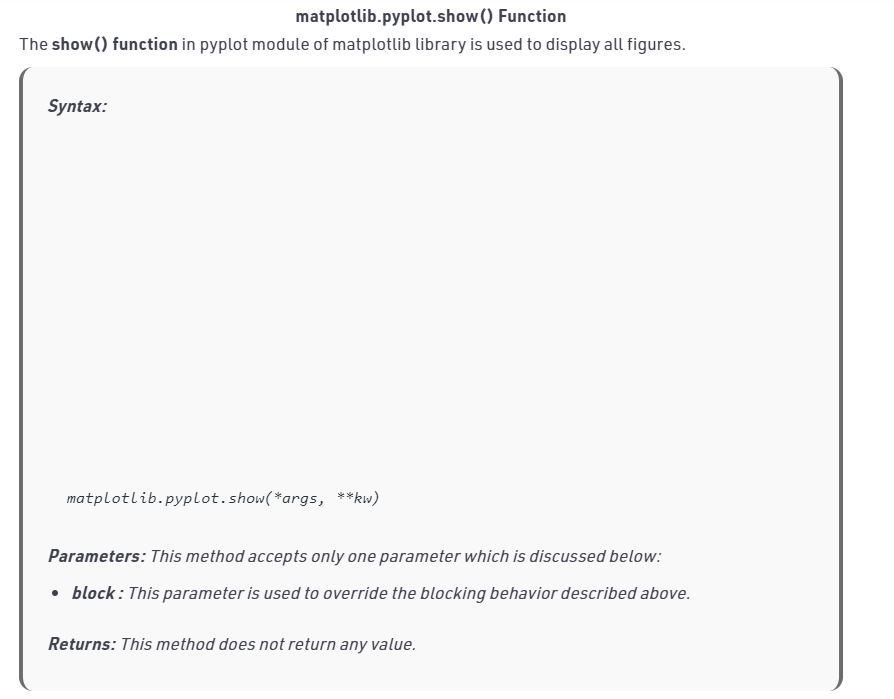 matplotlib.pyplot.show() Function
The show() function in pyplot module of matplotlib library is used to display all figures.
Syntax:
matplotlib.pyplot.show(*args, **kw)
Parameters: This method accepts only one parameter which is discussed below:
• block : This parameter is used to override the blocking behavior described above.
Returns: This method does not return any value.